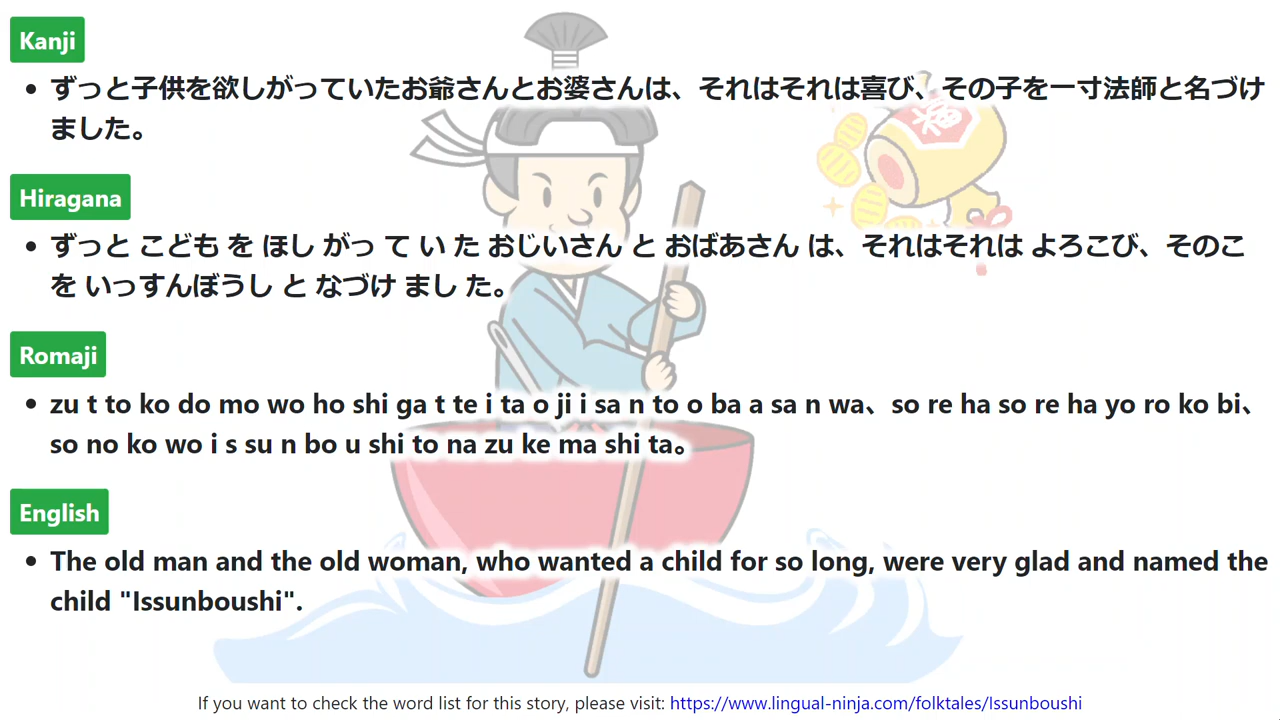 Kanji
ずっと子供を欲しがっていたお爺さんとお婆さんは、それはそれは喜び、その子を一寸法師と名づけ
ました。
Hiragana
ずっと こども を ほし がっ て い た おじいさん と おばあさん は、それはそれは よろこび、そのこ
を いっすんぼうし と なづけ まし た。
Romaji
zu t to ko do mo wo ho shi ga t te i ta o ji i sa n to o ba a sa n wa、so re ha so re ha yo ro ko bi、
so no ko wo i s su n bo u shi to na zu ke ma shi ta。
English
The old man and the old woman, who wanted a child for so long, were very glad and named the
child "Issunboushi".
福
If you want to check the word list for this story, please visit: https://www.lingual-ninja.com/folktales/Issunboushi